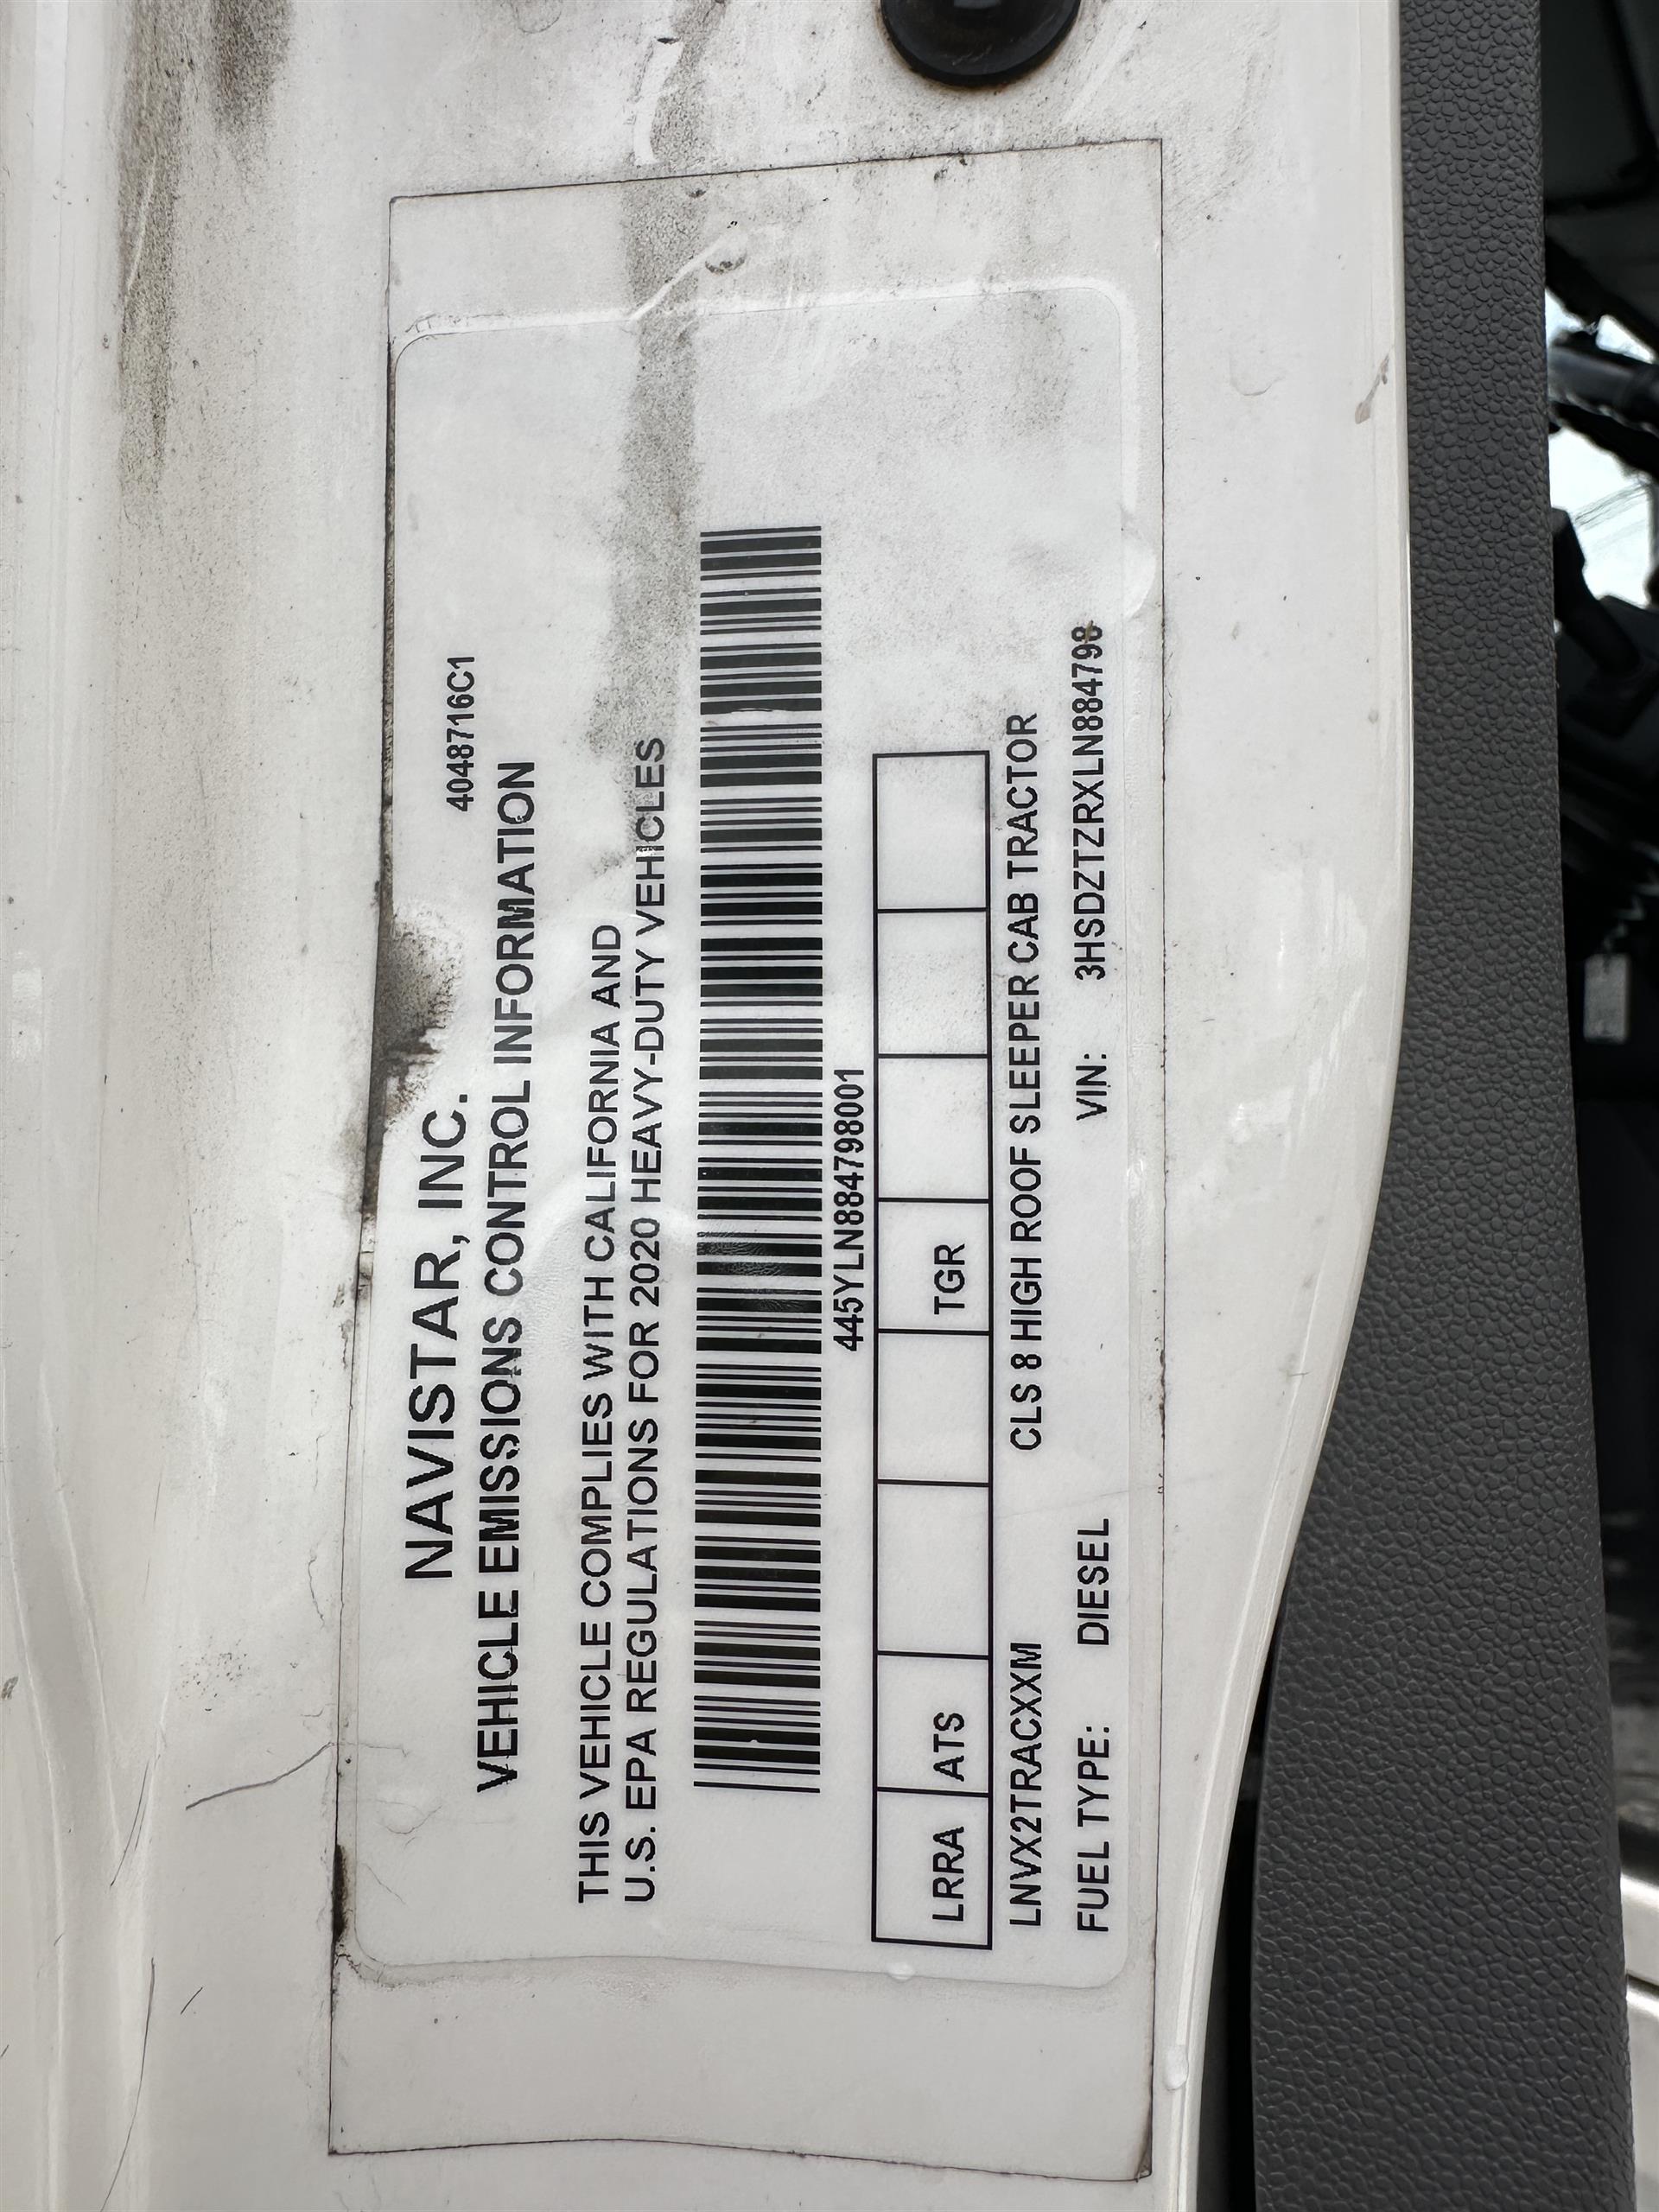 4048716C1
NAVISTAR, INC.
VEHICLE EMISSIONS CONTROL INFORMATION
THIS VEHICLE COMPLIES WITH CALIFORNIA AND
U.S. EPA REGULATIONS FOR 2020 HEAVY-DUTY VEHICLES
445YLN884798001
LRRA ATS TGR
LNVX2TRACXXM CLS 8 HIGH ROOF SLEEPER CAB TRACTOR
FUEL TYPE: DIESEL VIN: 3HSDZTZRXLN884798